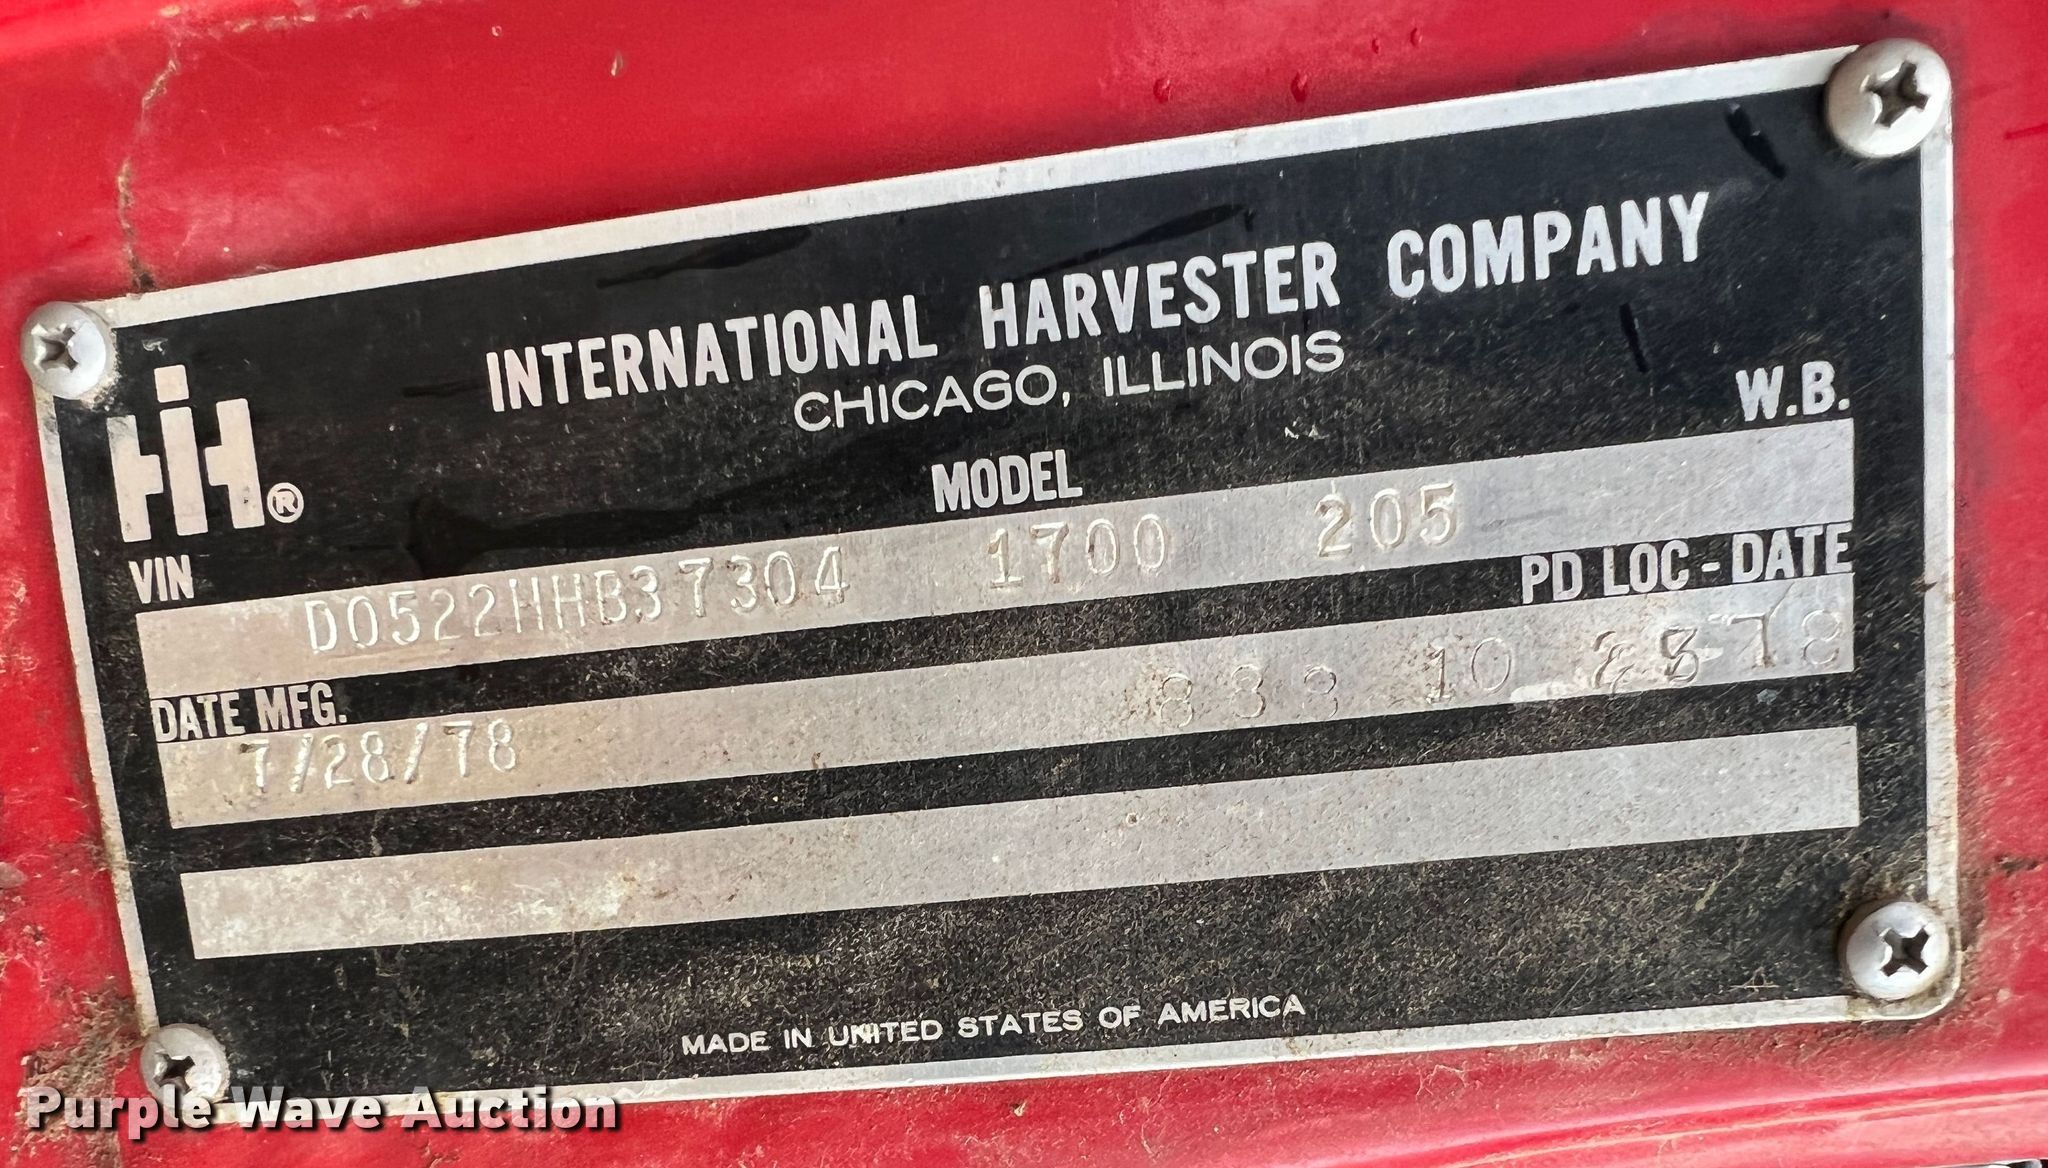 INTERNATIONAL HARVESTER COMPANY
CHICAGO, ILLINOIS
IH®
VIN MODEL W.B.
D0522HHB37304 1700 205
DATE MFG. PD LOC - DATE
7/28/78 10
MADE IN UNITED STATES OF AMERICA
Purple Wave Auction